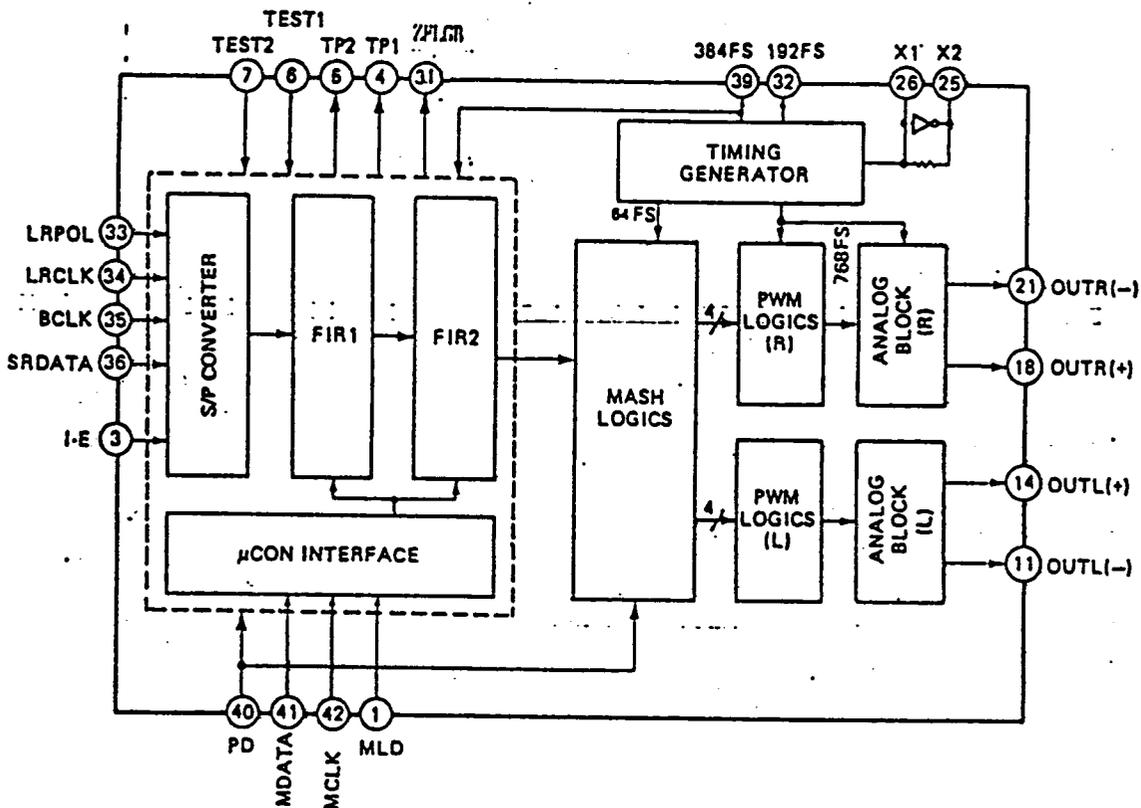 TEST1
TEST2
TP2
TP1
384FS
192FS
X1
X2
7
6
5
4
31
39
32
26
25
TIMING
GENERATOR
64FS
768FS
LRPOL
33
LRCLK
34
BCLK
35
SRDATA
36
3
S/P CONVERTER
FIR1
FIR2
MASH
LOGICS
4
PWM
LOGICS
(R)
ANALOG
BLOCK
(R)
21
OUTR(−)
18
OUTR(+)
4
PWM
LOGICS
(L)
ANALOG
BLOCK
(L)
14
OUTL(+)
11
OUTL(−)
μCON INTERFACE
40
41
42
1
PD
MDATA
MCLK
MLD